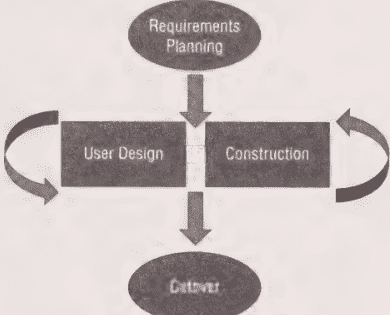 Requirements
Planning
User Design
Construction
Cutover